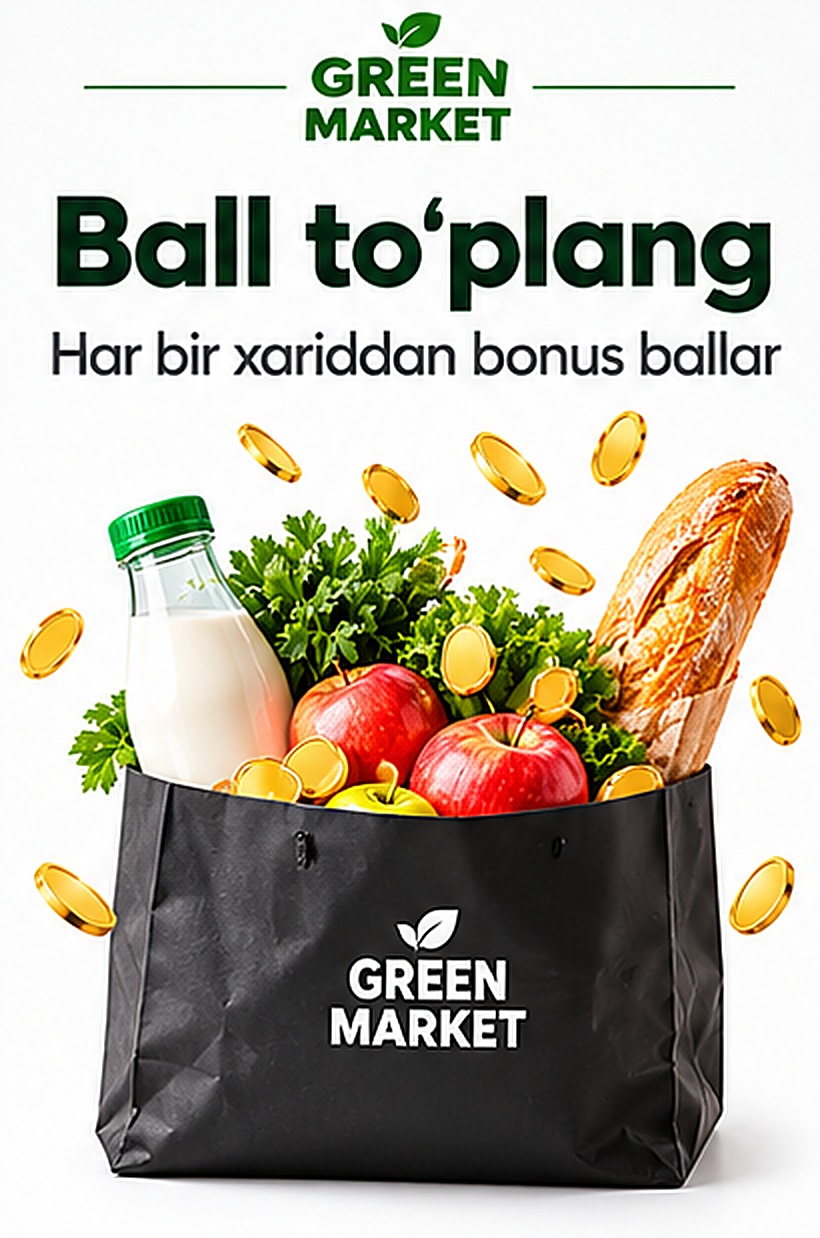 GREEN
MARKET
Ball to‘plang
Har bir xariddan bonus ballar
GREEN
MARKET